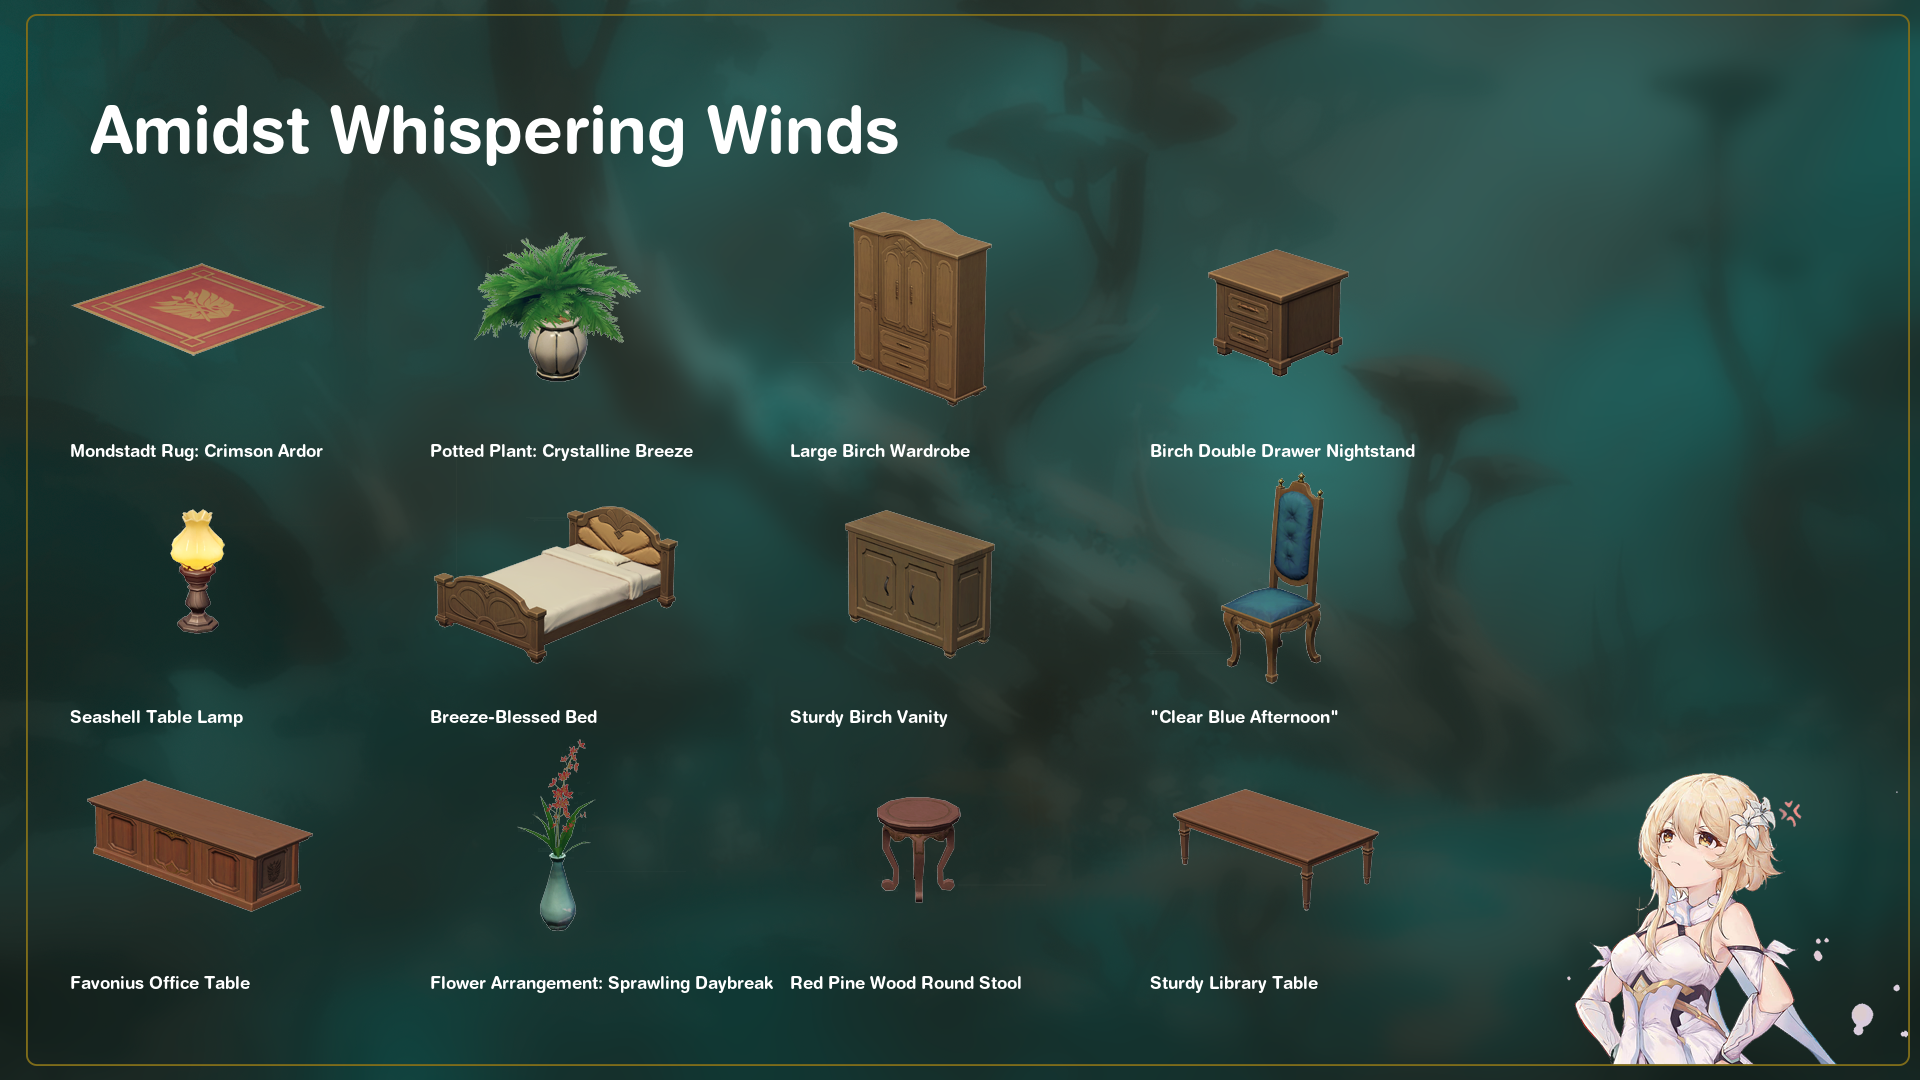 Amidst Whispering Winds
Mondstadt Rug: Crimson Ardor
Potted Plant: Crystalline Breeze
Large Birch Wardrobe
Birch Double Drawer Nightstand
Seashell Table Lamp
Breeze-Blessed Bed
Sturdy Birch Vanity
"Clear Blue Afternoon"
Favonius Office Table
Flower Arrangement: Sprawling Daybreak
Red Pine Wood Round Stool
Sturdy Library Table